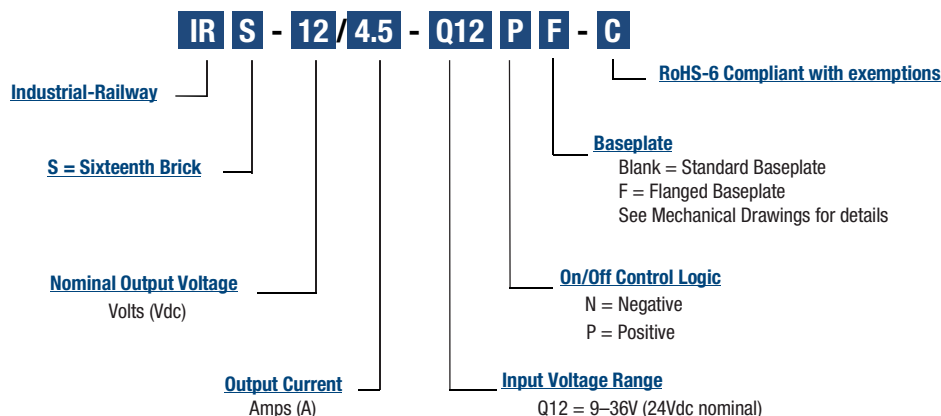 IR S - 12/4.5 - Q12 P F - C
RoHS-6 Compliant with exemptions
Industrial-Railway
Baseplate
Blank = Standard Baseplate
F = Flanged Baseplate
See Mechanical Drawings for details
S = Sixteenth Brick
Nominal Output Voltage
Volts (Vdc)
On/Off Control Logic
N = Negative
P = Positive
Output Current
Amps (A)
Input Voltage Range
Q12 = 9–36V (24Vdc nominal)